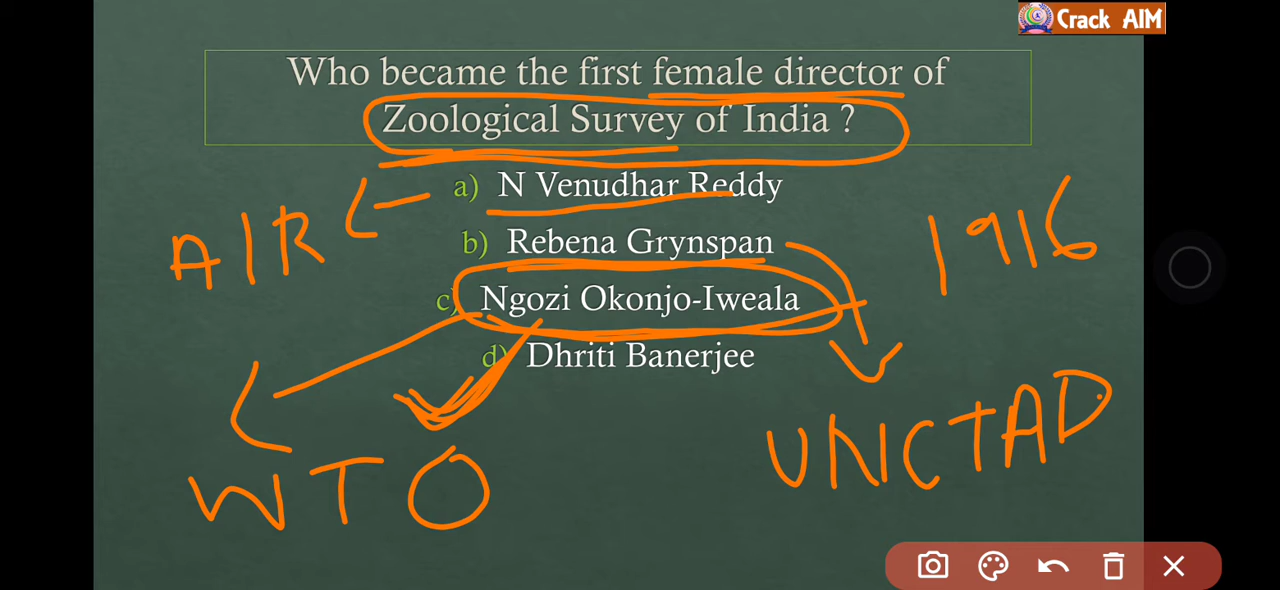 Crack AIM
Who became the first female director of
Zoological Survey of India ?
a) N Venudhar Reddy
AIR
b) Rebena Grynspan
1916
c) Ngozi Okonjo-Iweala
d) Dhriti Banerjee
WTO
UNCTAD